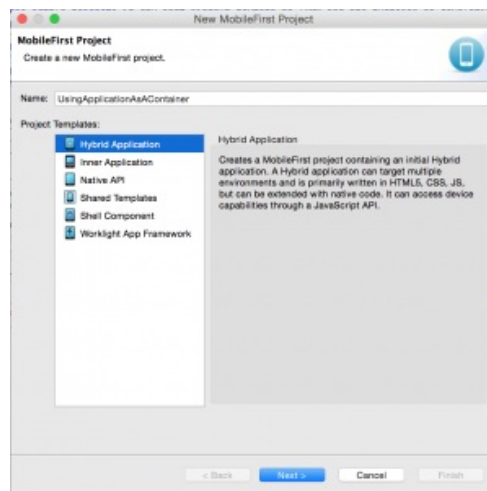 New MobileFirst Project
MobileFirst Project
Create a new MobileFirst project.
Name: UsingApplicationAsAContainer
Project Templates:
Hybrid Application
Inner Application
Native API
Shared Templates
Shell Component
Worklight App Framework
Hybrid Application
Creates a MobileFirst project containing an initial Hybrid
application. A Hybrid application can target multiple
environments and is primarily written in HTML5, CSS, JS,
but can be extended with native code. It can access device
capabilities through a JavaScript API.
< Back
Next >
Cancel
Finish